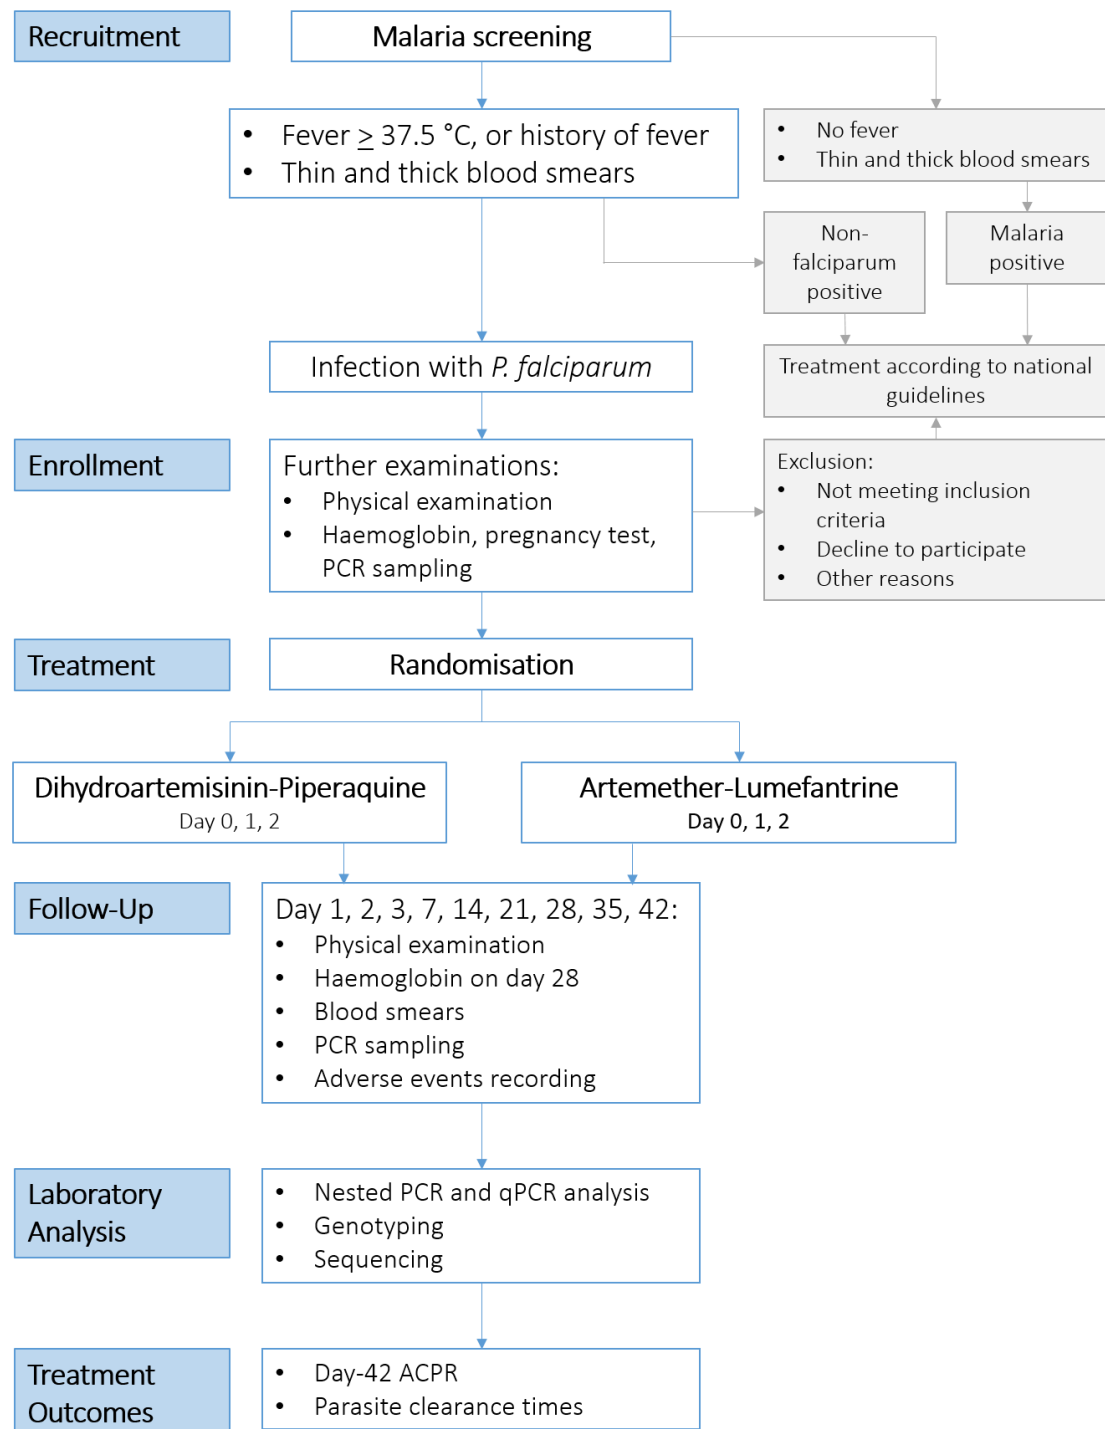 Recruitment
Malaria screening
• Fever ≥ 37.5 °C, or history of fever
• Thin and thick blood smears
• No fever
• Thin and thick blood smears
Non-
falciparum
positive
Malaria
positive
Infection with P. falciparum
Treatment according to national
guidelines
Enrollment
Further examinations:
• Physical examination
• Haemoglobin, pregnancy test,
PCR sampling
Exclusion:
• Not meeting inclusion
criteria
• Decline to participate
• Other reasons
Treatment
Randomisation
Dihydroartemisinin-Piperaquine
Day 0, 1, 2
Artemether-Lumefantrine
Day 0, 1, 2
Follow-Up
Day 1, 2, 3, 7, 14, 21, 28, 35, 42:
• Physical examination
• Haemoglobin on day 28
• Blood smears
• PCR sampling
• Adverse events recording
Laboratory
Analysis
• Nested PCR and qPCR analysis
• Genotyping
• Sequencing
Treatment
Outcomes
• Day-42 ACPR
• Parasite clearance times